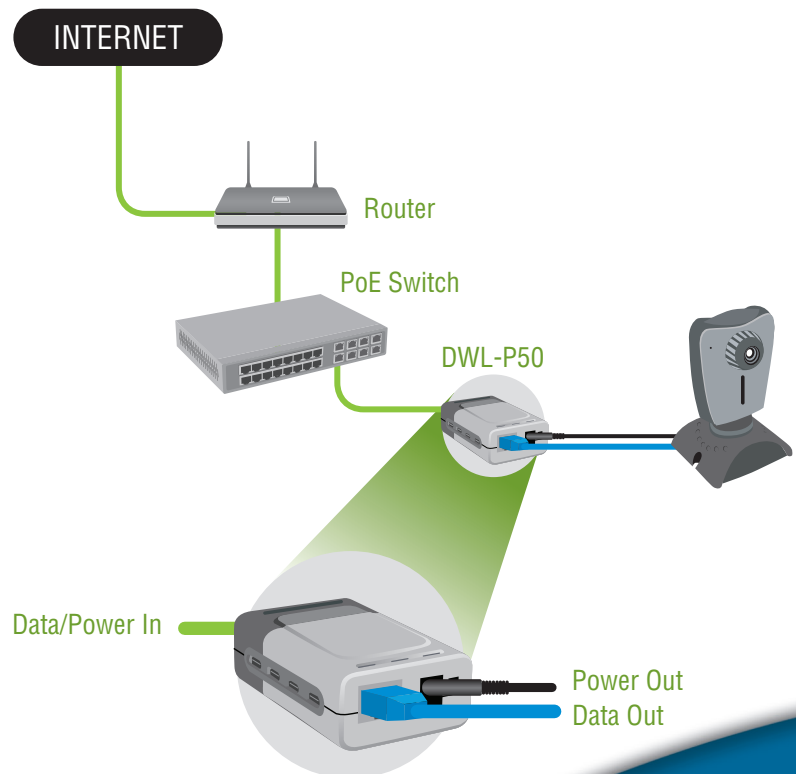 INTERNET
Router
PoE Switch
DWL-P50
Data/Power In
Power Out
Data Out